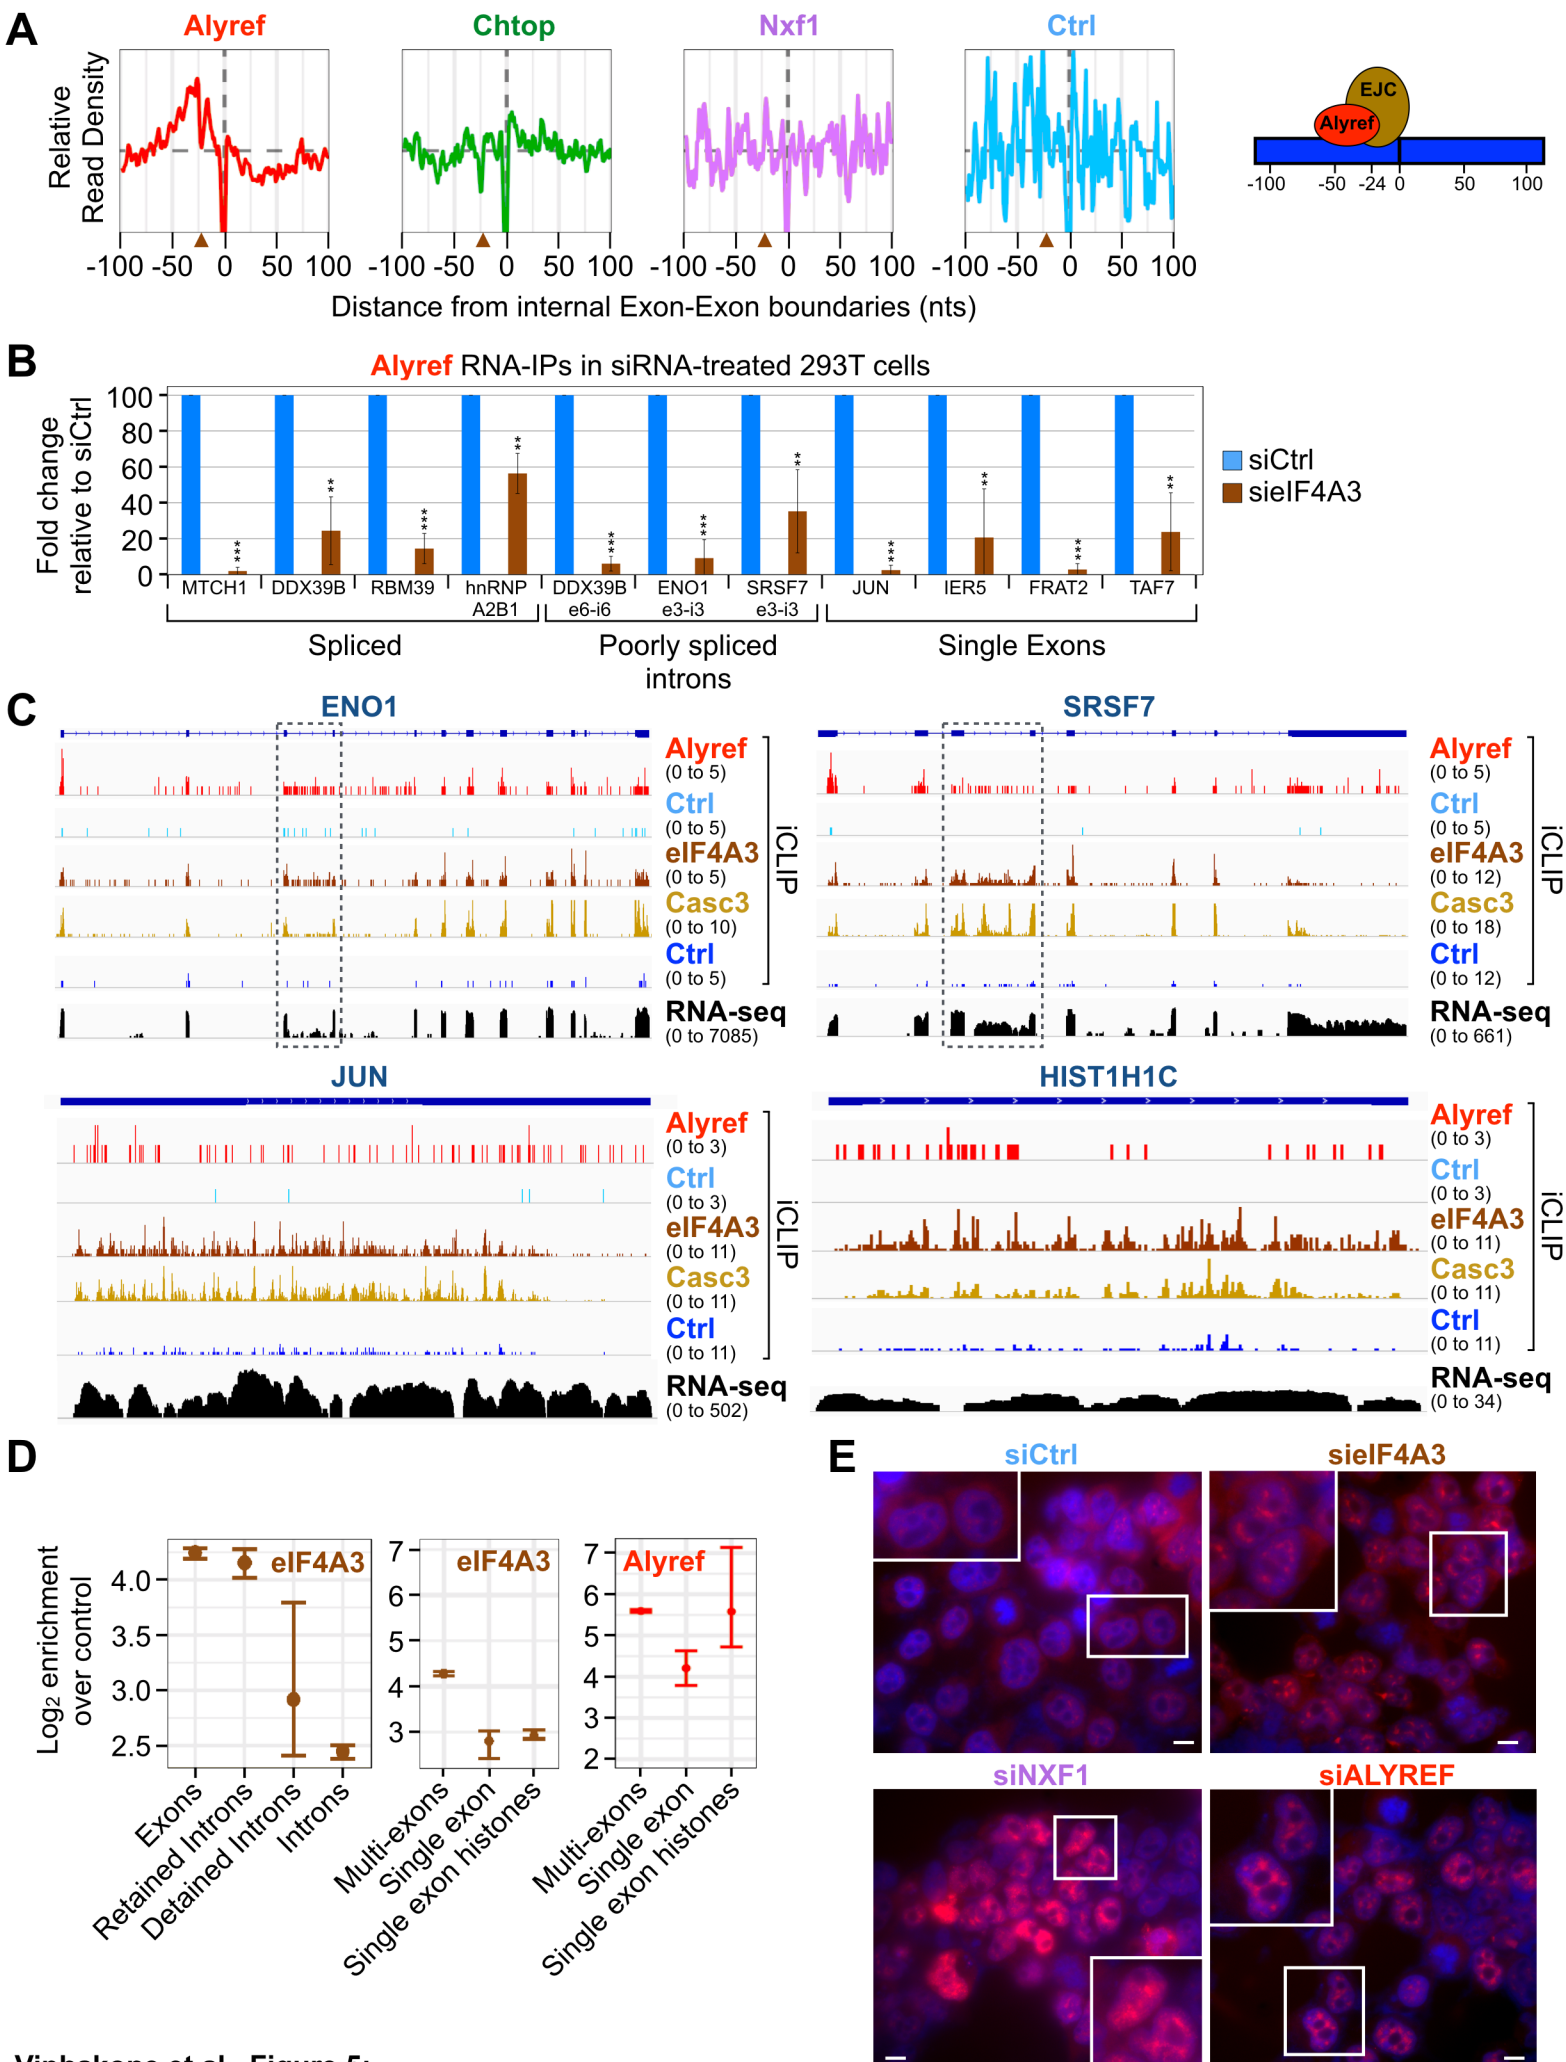 A
Alyref
Chtop
Nxf1
Ctrl
Relative
Read Density
-100 -50 0 50 100
-100 -50 0 50 100
-100 -50 0 50 100
-100 -50 0 50 100
Distance from internal Exon-Exon boundaries (nts)
EJC
Alyref
-100 -50 -24 0 50 100
B
Alyref RNA-IPs in siRNA-treated 293T cells
Fold change
relative to siCtrl
100
80
60
40
20
0
*** ** *** ** *** *** ** *** ** *** **
siCtrl
sieIF4A3
MTCH1 DDX39B RBM39 hnRNP A2B1
DDX39B e6-i6 ENO1 e3-i3 SRSF7 e3-i3
JUN IER5 FRAT2 TAF7
Spliced
Poorly spliced
introns
Single Exons
C
ENO1
Alyref
(0 to 5)
Ctrl
(0 to 5)
eIF4A3
(0 to 5)
Casc3
(0 to 10)
Ctrl
(0 to 5)
RNA-seq
(0 to 7085)
iCLIP
SRSF7
Alyref
(0 to 5)
Ctrl
(0 to 5)
eIF4A3
(0 to 12)
Casc3
(0 to 18)
Ctrl
(0 to 12)
RNA-seq
(0 to 661)
iCLIP
JUN
Alyref
(0 to 3)
Ctrl
(0 to 3)
eIF4A3
(0 to 11)
Casc3
(0 to 11)
Ctrl
(0 to 11)
RNA-seq
(0 to 502)
iCLIP
HIST1H1C
Alyref
(0 to 3)
Ctrl
(0 to 3)
eIF4A3
(0 to 11)
Casc3
(0 to 11)
Ctrl
(0 to 11)
RNA-seq
(0 to 34)
iCLIP
D
Log2 enrichment
over control
eIF4A3
4.0
3.5
3.0
2.5
Exons
Retained Introns
Detained Introns
Introns
eIF4A3
7
6
5
4
3
Multi-exons
Single exon
Single exon histones
Alyref
7
6
5
4
3
2
Multi-exons
Single exon
Single exon histones
E
siCtrl
sieIF4A3
siNXF1
siALYREF